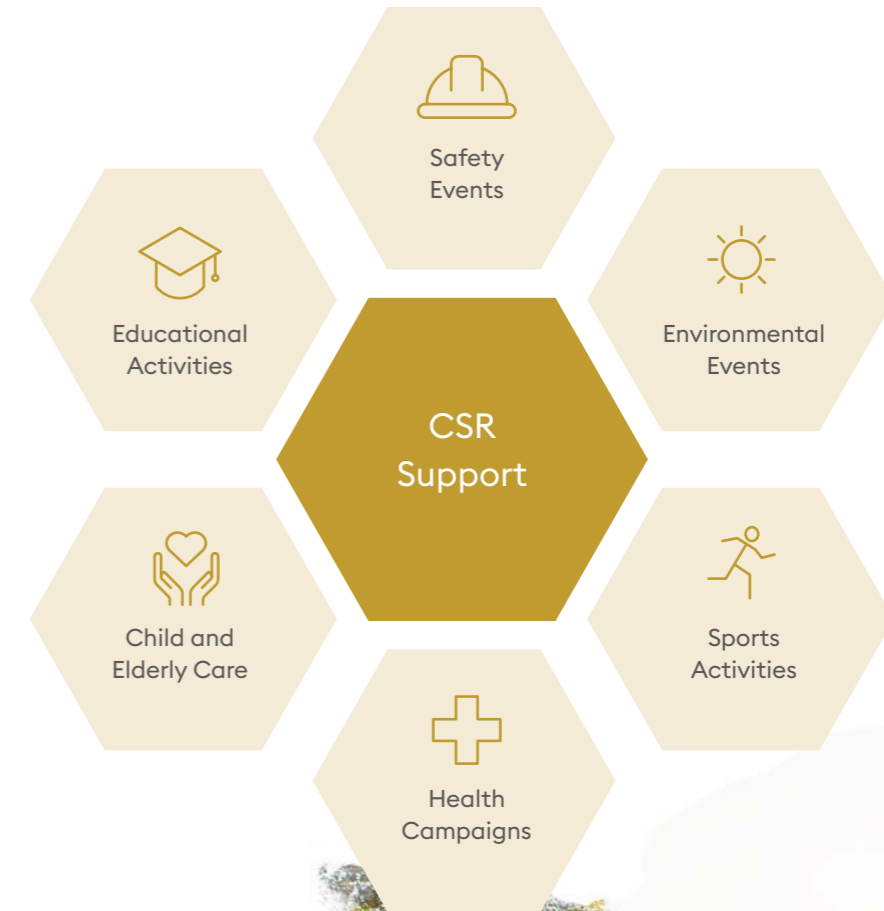 Safety
Events
Educational
Activities
Environmental
Events
CSR
Support
Child and
Elderly Care
Sports
Activities
Health
Campaigns